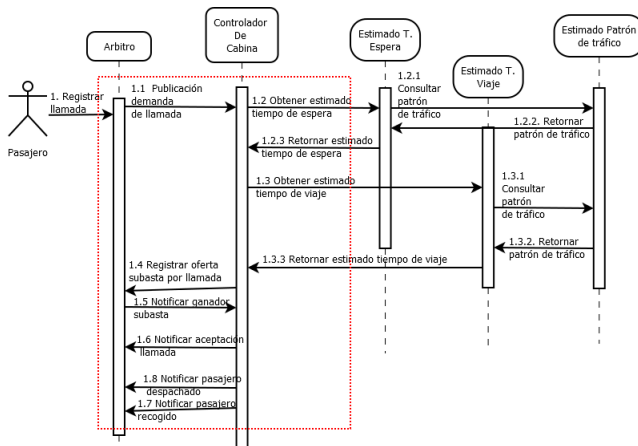 Arbitro
Controlador
De
Cabina
Estimado T.
Espera
Estimado T.
Viaje
Estimado Patrón
de tráfico
Pasajero
1. Registrar
llamada
1.1 Publicación
demanda
de llamada
1.2 Obtener estimado
tiempo de espera
1.2.1
Consultar
patrón
de tráfico
1.2.2. Retornar
patrón de tráfico
1.2.3 Retornar estimado
tiempo de espera
1.3 Obtener estimado
tiempo de viaje
1.3.1
Consultar
patrón
de tráfico
1.3.2. Retornar
patrón de tráfico
1.3.3 Retornar estimado tiempo de viaje
1.4 Registrar oferta
subasta por llamada
1.5 Notificar ganador
subasta
1.6 Notificar aceptación
llamada
1.8 Notificar pasajero
despachado
1.7 Notificar pasajero
recogido